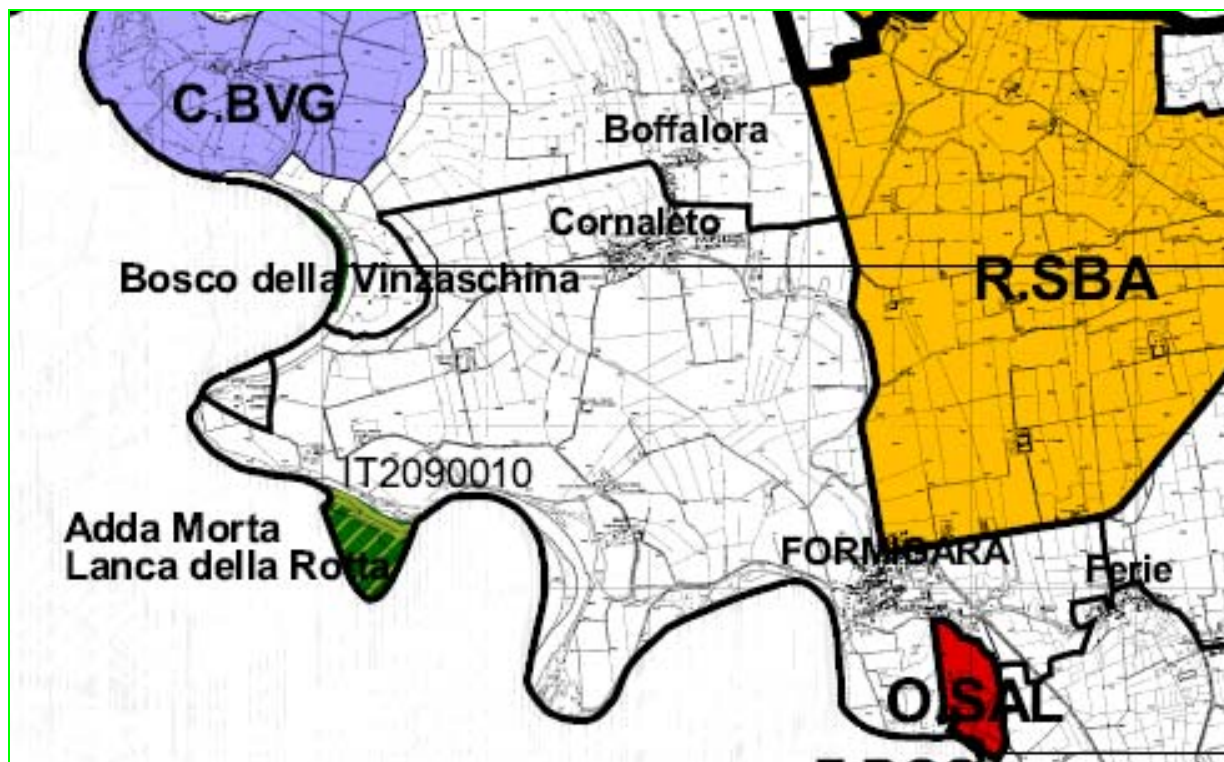 C.BVG
Boffalora
Cornaleto
Bosco della Vinzaschina
R.SBA
IT2090010
Adda Morta
Lanca della Rotta
FORMIGARA
Ferie
O.SAL